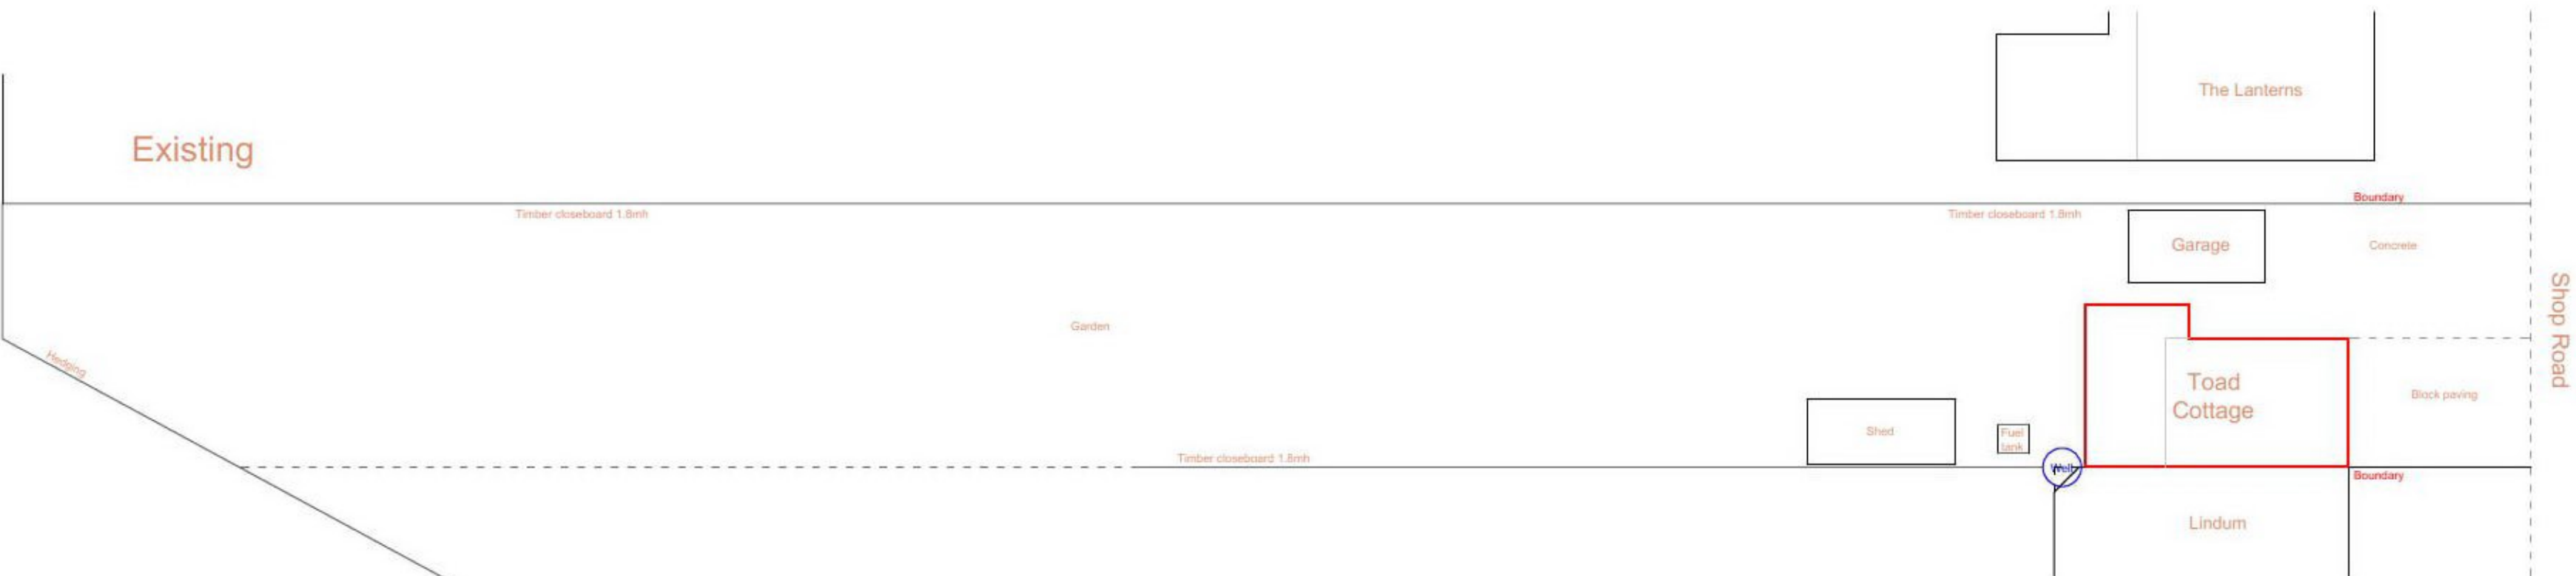 The Lanterns
Existing
Boundary
Timber closeboard 1.8mh
Timber closeboard 1.8mh
Garage
Concrete
Shop Road
Garden
Hedging
Toad
Cottage
Block paving
Shed
Fuel
tank
Timber closeboard 1.8mh
Well
Boundary
Lindum